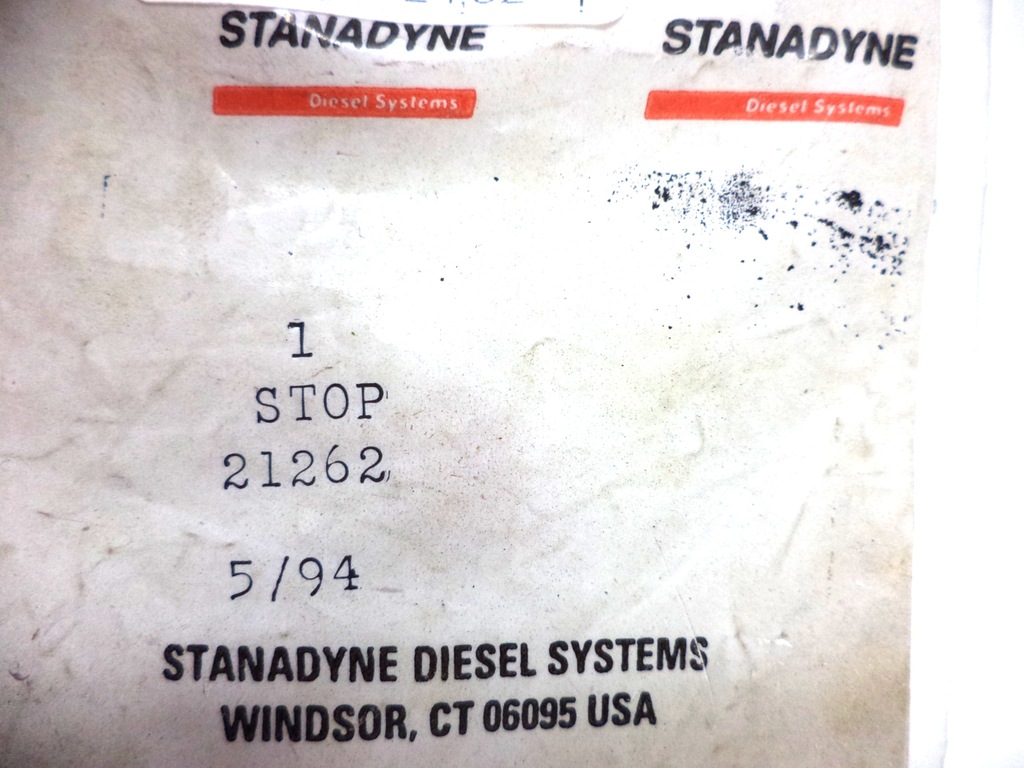 STANADYNE STANADYNE
Diesel Systems Diesel Systems
1
STOP
21262
5/94
STANADYNE DIESEL SYSTEMS
WINDSOR, CT 06095 USA